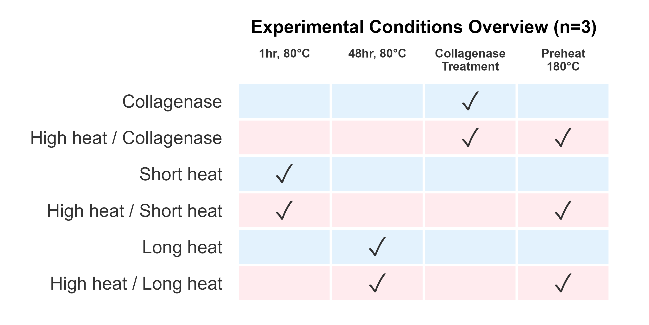 Experimental Conditions Overview (n=3)
1hr, 80°C 48hr, 80°C Collagenase Treatment Preheat 180°C
Collagenase ✓
High heat / Collagenase ✓ ✓
Short heat ✓
High heat / Short heat ✓ ✓
Long heat ✓
High heat / Long heat ✓ ✓